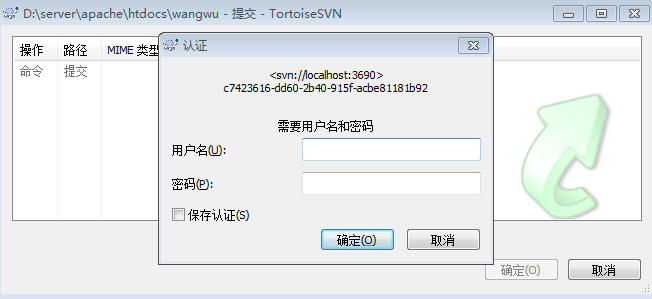 D:\server\apache\htdocs\wangwu - 提交 - TortoiseSVN
操作 路径 MIME 类型
命令 提交
认证
<svn://localhost:3690>
c7423616-dd60-2b40-915f-acbe81181b92
需要用户名和密码
用户名(U):
密码(P):
保存认证(S)
确定(O) 取消
确定(O) 取消